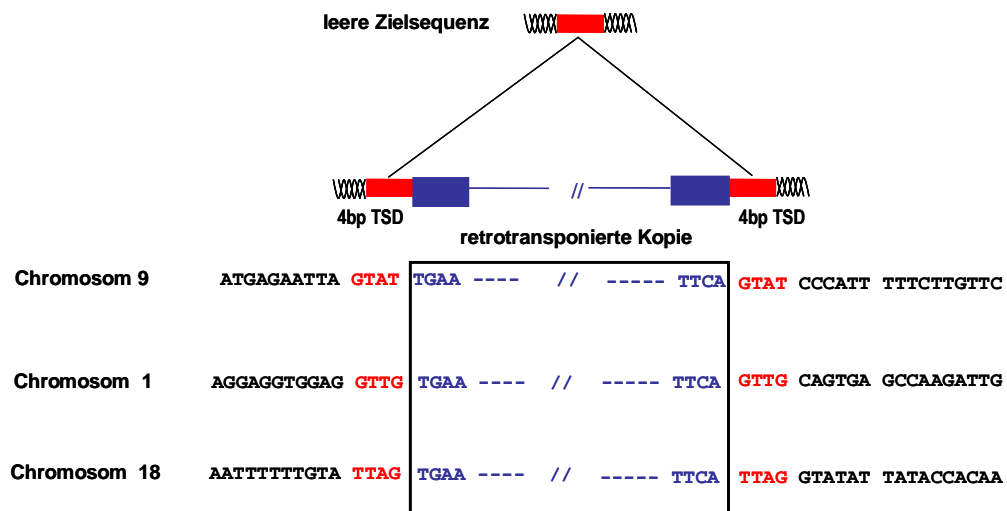 leere Zielsequenz
//
4bp TSD 4bp TSD
retrotransponierte Kopie
Chromosom 9 ATGAGAATTA GTAT TGAA ---- // ----- TTCA GTAT CCCATT TTTCTTGTTC
Chromosom 1 AGGAGGTGGAG GTTG TGAA ---- // ----- TTCA GTTG CAGTGA GCCAAGATTG
Chromosom 18 AATTTTTTGTA TTAG TGAA ---- // ----- TTCA TTAG GTATAT TATACCACAA